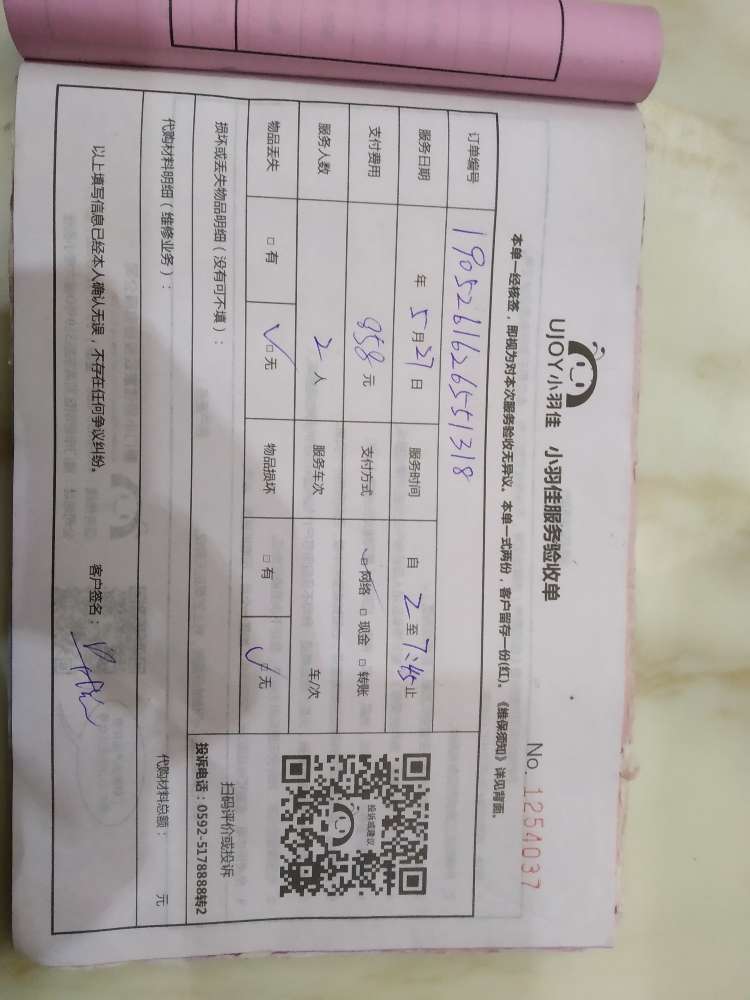 UJOY小羽佳 小羽佳服务验收单
No. 1254037
本单一经核签，即视为对本次服务验收无异议。本单一式两份，客户留存一份(红)。《维保须知》详见背面。
订单编号 19052616265551318
服务日期 年 5 月 27 日 服务时间 自 2 至 7:45 止
支付费用 958 元 支付方式 ☑ 网络 □ 现金 □ 转账
服务人数 2 人 服务车次 车/次
物品丢失 □ 有 ☑ 无 物品损坏 □ 有 ☑ 无
投诉或建议
扫码评价或投诉
投诉电话：0592-5178888转2
损坏或丢失物品明细（没有可不填）：
代购材料明细（维修业务）： 代购材料总额： 元
以上填写信息已经本人确认无误，不存在任何争议纠纷。 客户签名：